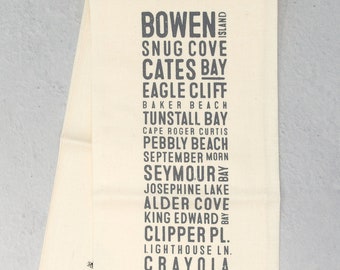 BOWEN ISLAND
SNUG COVE
CATES BAY
EAGLE CLIFF
BAKER BEACH
TUNSTALL BAY
CAPE ROGER CURTIS
PEBBLY BEACH
SEPTEMBER MORN
SEYMOUR BAY
JOSEPHINE LAKE
ALDER COVE
KING EDWARD BAY
CLIPPER PL.
LIGHTHOUSE LN.
CRAYOLA